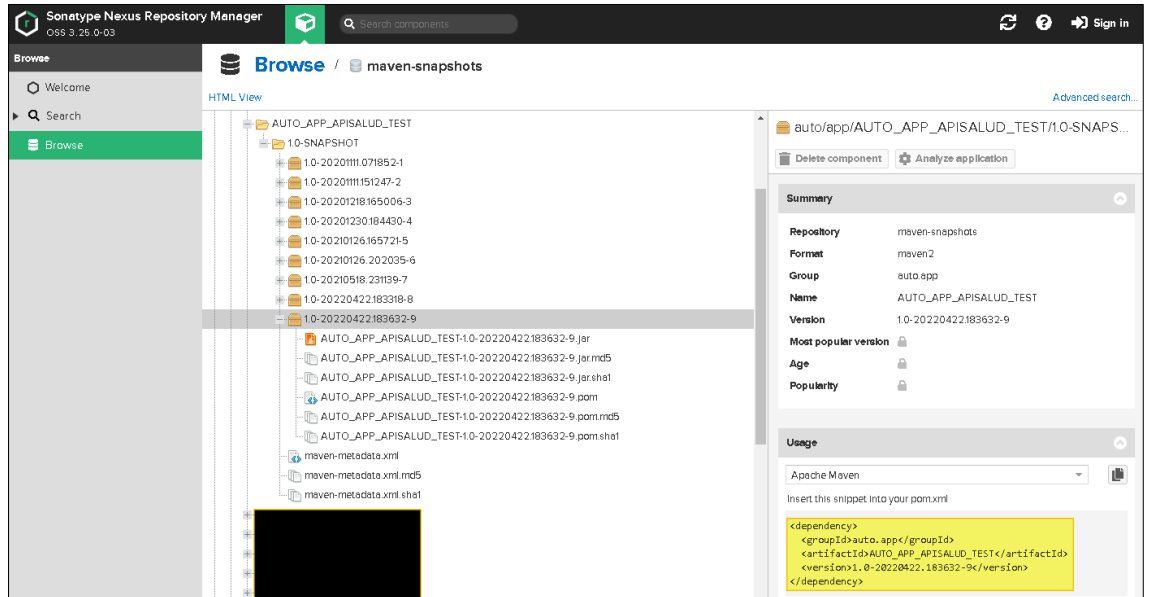 Sonatype Nexus Repository Manager
OSS 3.25.0-03
Search components
Sign in
Browse
Welcome
Search
Browse
Browse / maven-snapshots
HTML View
Advanced search...
AUTO_APP_APISALUD_TEST
1.0-SNAPSHOT
1.0-20201111.071852-1
1.0-20201111.151247-2
1.0-20201218.165006-3
1.0-20201230.184430-4
1.0-20210126.165721-5
1.0-20210126.202035-6
1.0-20210518.231139-7
1.0-20220422.183318-8
1.0-20220422.183632-9
AUTO_APP_APISALUD_TEST-1.0-20220422.183632-9.jar
AUTO_APP_APISALUD_TEST-1.0-20220422.183632-9.jar.md5
AUTO_APP_APISALUD_TEST-1.0-20220422.183632-9.jar.sha1
AUTO_APP_APISALUD_TEST-1.0-20220422.183632-9.pom
AUTO_APP_APISALUD_TEST-1.0-20220422.183632-9.pom.md5
AUTO_APP_APISALUD_TEST-1.0-20220422.183632-9.pom.sha1
maven-metadata.xml
maven-metadata.xml.md5
maven-metadata.xml.sha1
auto/app/AUTO_APP_APISALUD_TEST/1.0-SNAPS...
Delete component
Analyze application
Summary
Repository maven-snapshots
Format maven2
Group auto.app
Name AUTO_APP_APISALUD_TEST
Version 1.0-20220422.183632-9
Most popular version
Age
Popularity
Usage
Apache Maven
Insert this snippet into your pom.xml
<dependency>
<groupId>auto.app</groupId>
<artifactId>AUTO_APP_APISALUD_TEST</artifactId>
<version>1.0-20220422.183632-9</version>
</dependency>